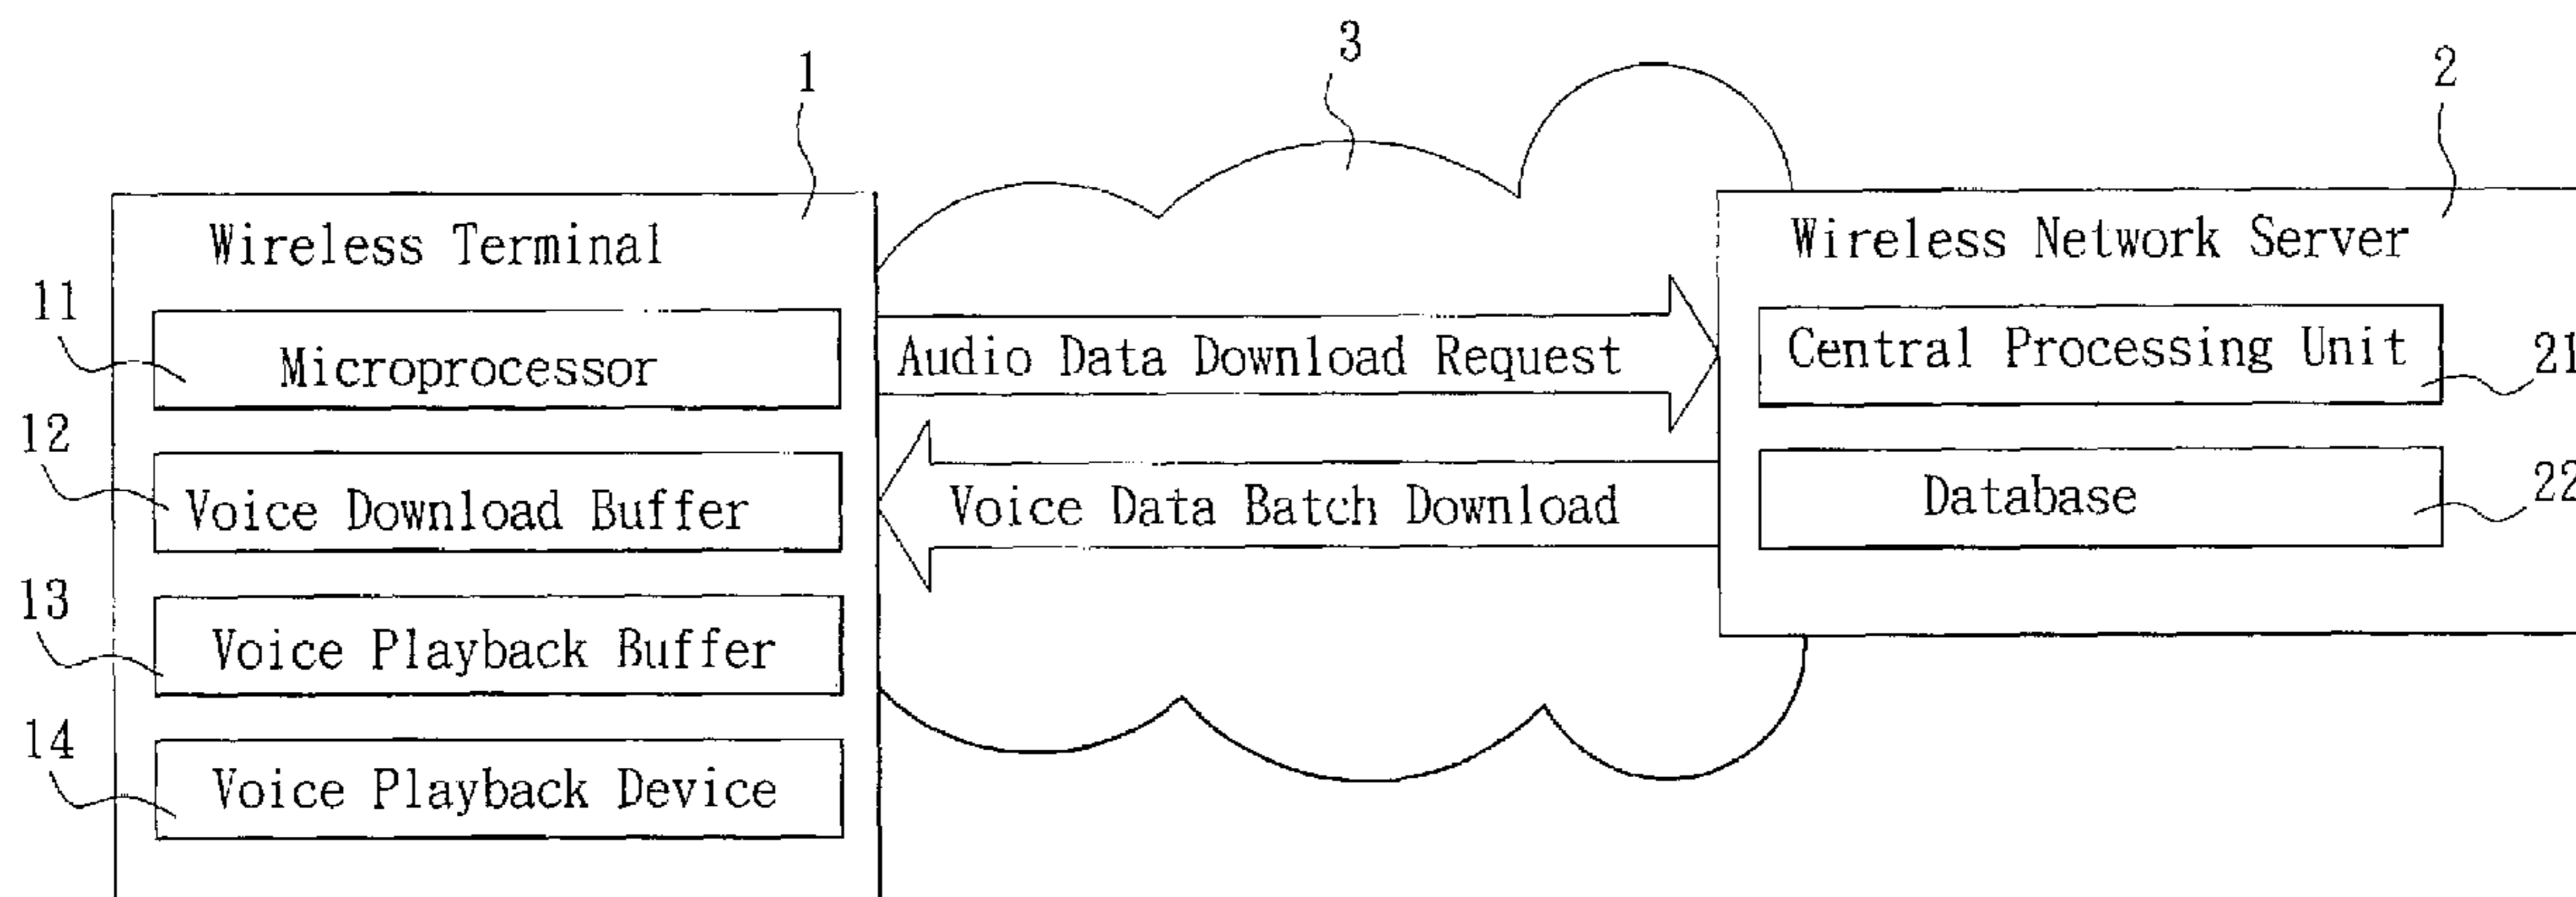 3
1
2
Wireless Terminal
Wireless Network Server
11
Microprocessor
Audio Data Download Request
Central Processing Unit
21
12
Voice Download Buffer
Voice Data Batch Download
Database
22
13
Voice Playback Buffer
14
Voice Playback Device